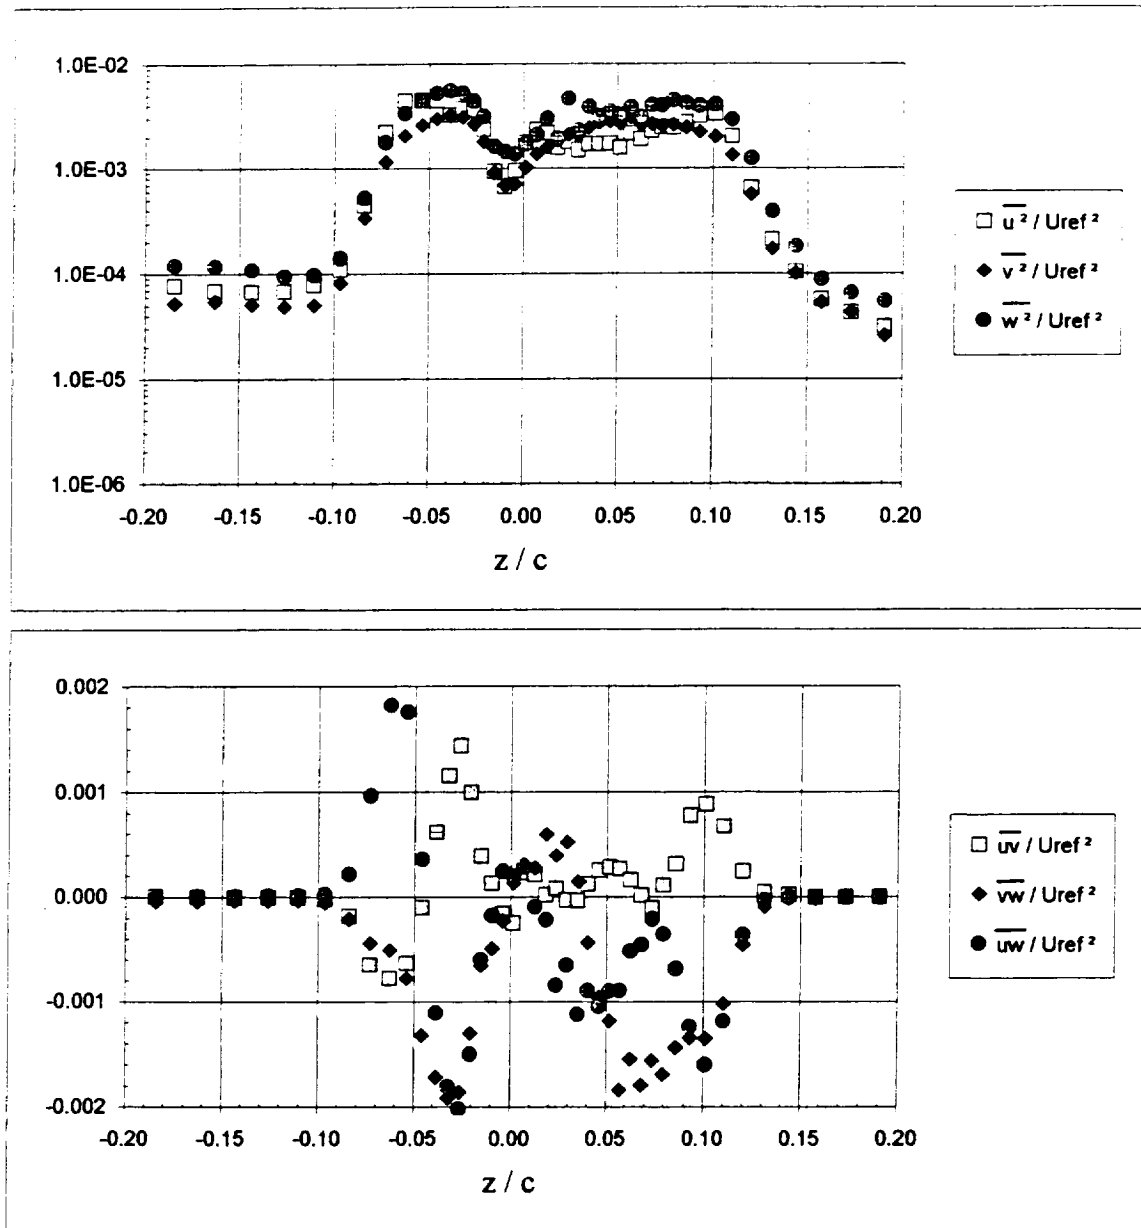 1.0E-02
1.0E-03
1.0E-04
1.0E-05
1.0E-06
-0.20 -0.15 -0.10 -0.05 0.00 0.05 0.10 0.15 0.20
z / c
u² / Uref²
v² / Uref²
w² / Uref²
0.002
0.001
0.000
-0.001
-0.002
-0.20 -0.15 -0.10 -0.05 0.00 0.05 0.10 0.15 0.20
z / c
uv / Uref²
vw / Uref²
uw / Uref²